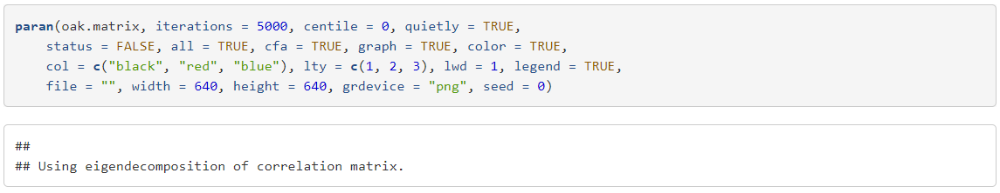 paran(oak.matrix, iterations = 5000, centile = 0, quietly = TRUE,
    status = FALSE, all = TRUE, cfa = TRUE, graph = TRUE, color = TRUE,
    col = c("black", "red", "blue"), lty = c(1, 2, 3), lwd = 1, legend = TRUE,
    file = "", width = 640, height = 640, grdevice = "png", seed = 0)
##
## Using eigendecomposition of correlation matrix.